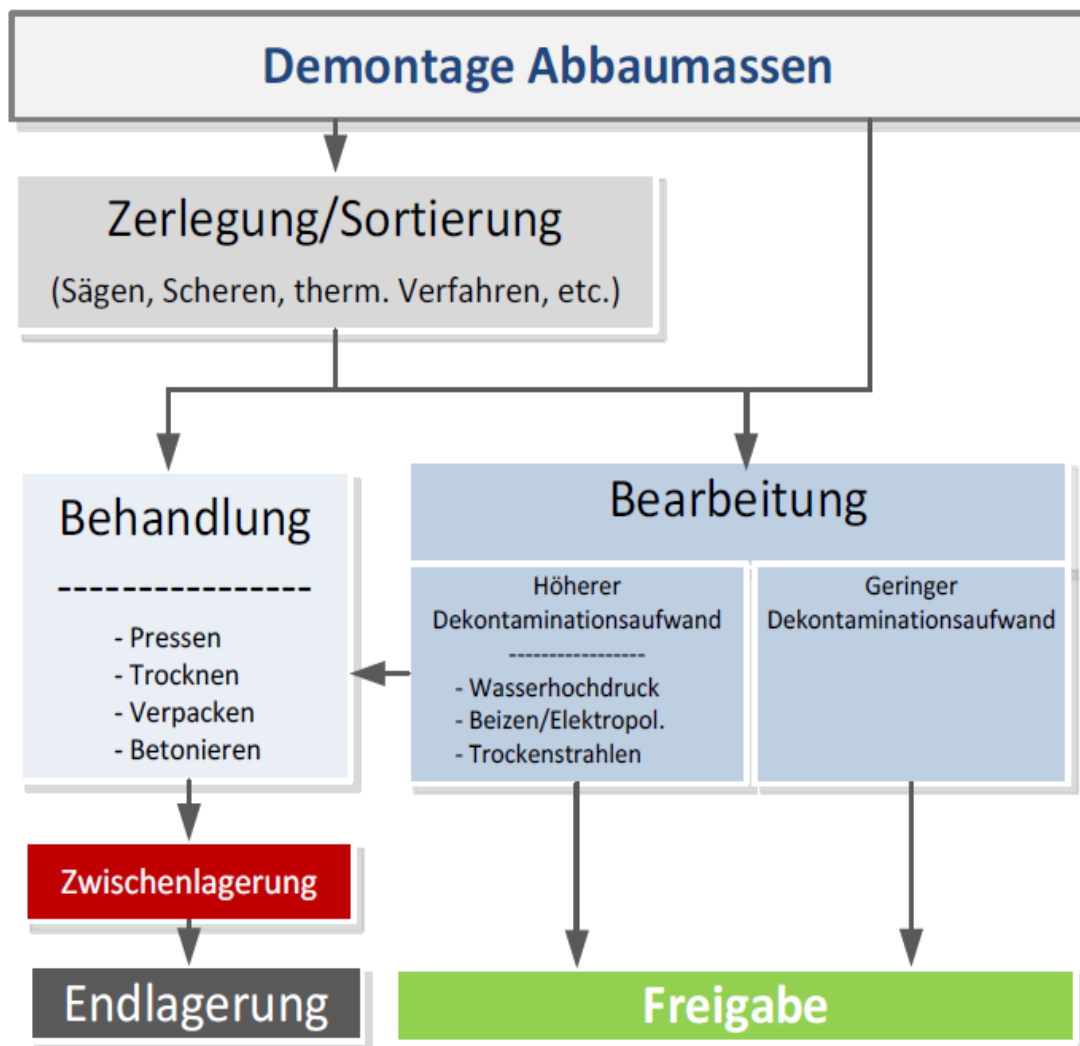 Demontage Abbaumassen
Zerlegung/Sortierung
(Sägen, Scheren, therm. Verfahren, etc.)
Behandlung
-----------------
- Pressen
- Trocknen
- Verpacken
- Betonieren
Bearbeitung
Höherer
Dekontaminationsaufwand
-----------------
- Wasserhochdruck
- Beizen/Elektropol.
- Trockenstrahlen
Geringer
Dekontaminationsaufwand
Zwischenlagerung
Endlagerung
Freigabe